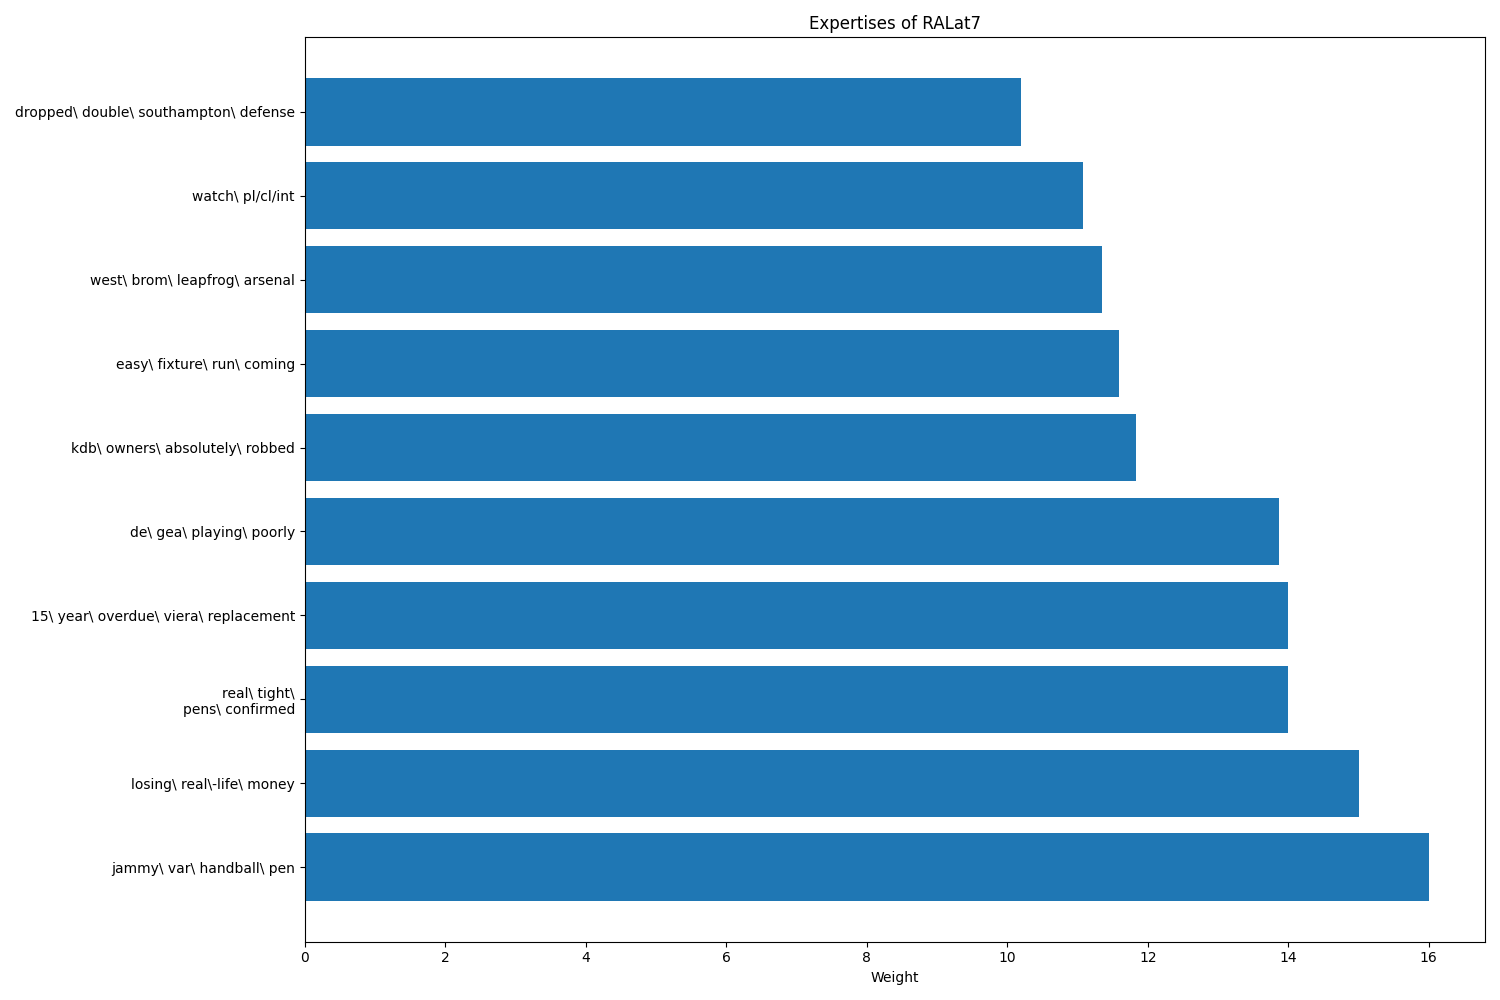 Expertises of RALat7
dropped\ double\ southampton\ defense
watch\ pl/cl/int
west\ brom\ leapfrog\ arsenal
easy\ fixture\ run\ coming
kdb\ owners\ absolutely\ robbed
de\ gea\ playing\ poorly
15\ year\ overdue\ viera\ replacement
real\ tight\
pens\ confirmed
losing\ real\-life\ money
jammy\ var\ handball\ pen
0 2 4 6 8 10 12 14 16
Weight